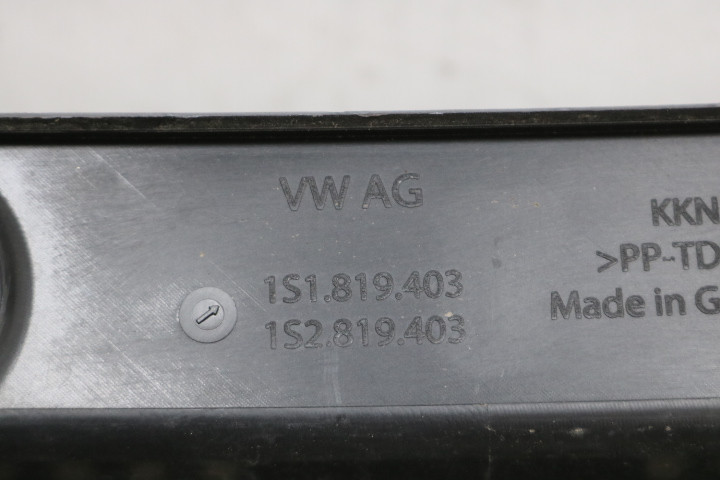 VW AG
1S1.819.403
1S2.819.403
KKN
>PP-TD
Made in G